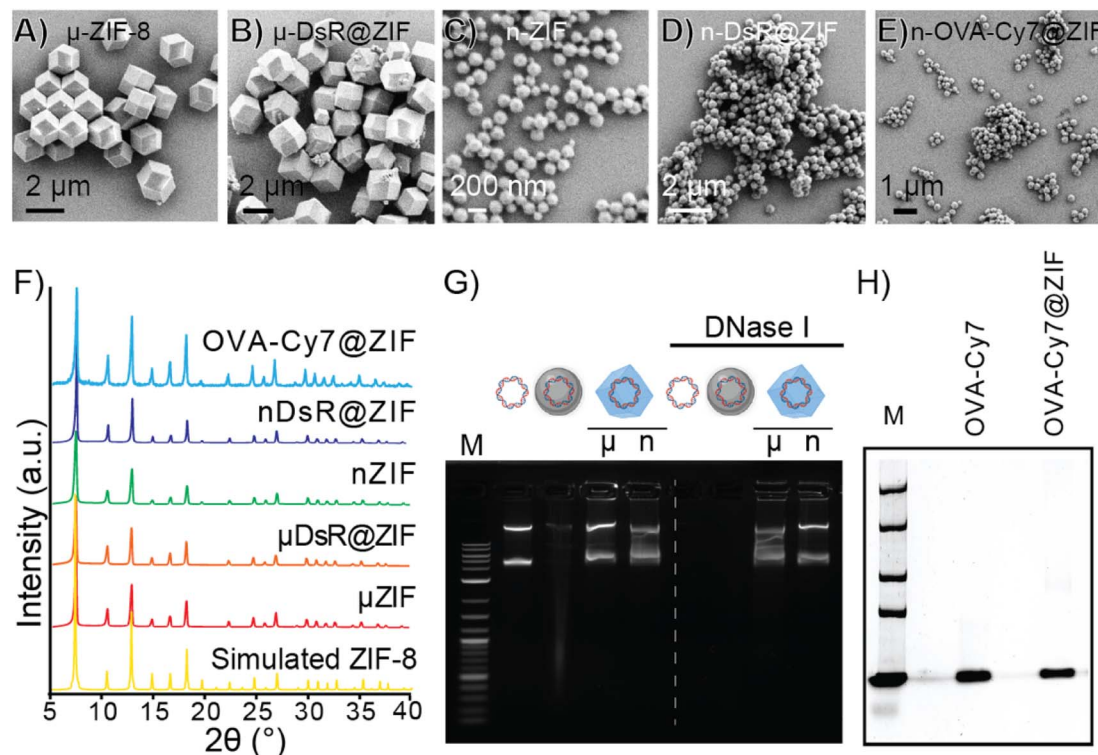 A) μ-ZIF-8
2 μm
B) μ-DsR@ZIF
2 μm
C) n-ZIF
200 nm
D) n-DsR@ZIF
2 μm
E) n-OVA-Cy7@ZIF
1 μm
F)
Intensity (a.u.)
OVA-Cy7@ZIF
nDsR@ZIF
nZIF
μDsR@ZIF
μZIF
Simulated ZIF-8
5 10 15 20 25 30 35 40
2θ (°)
G)
DNase I
M μ n μ n
H)
M OVA-Cy7 OVA-Cy7@ZIF